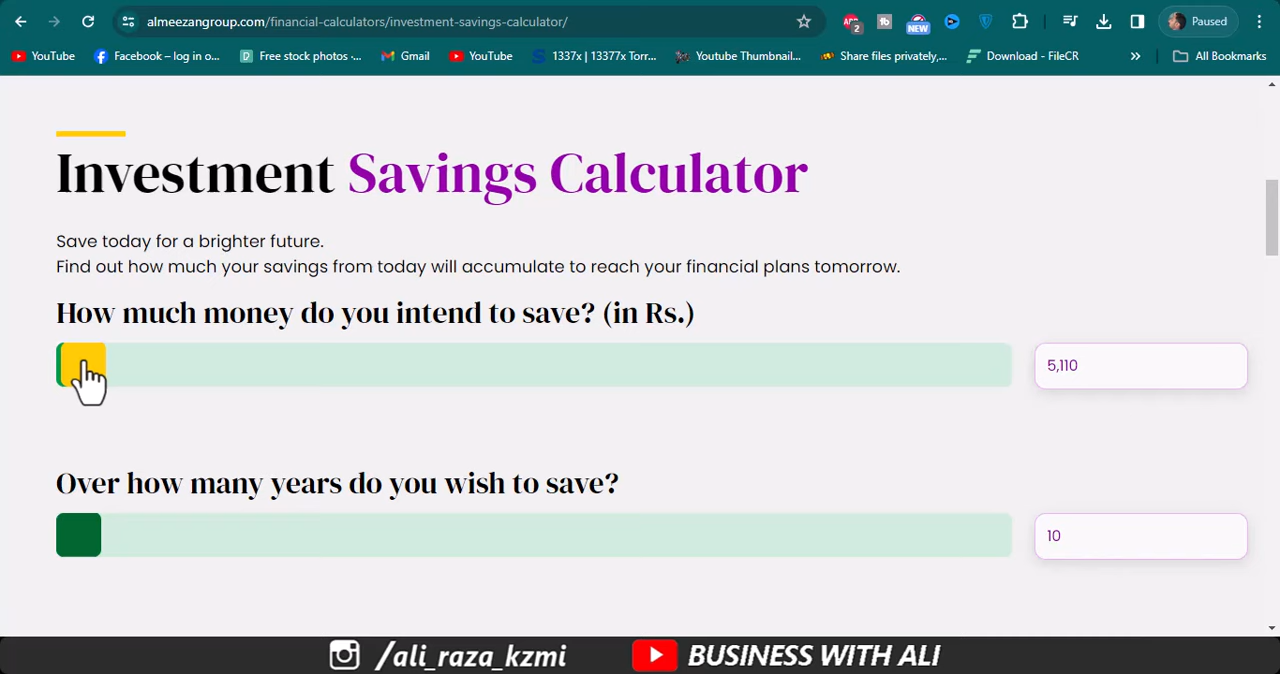 almeezangroup.com/financial-calculators/investment-savings-calculator/
2
NEW
Paused
YouTube
Facebook – log in o...
Free stock photos -...
Gmail
YouTube
1337x | 13377x Torr...
Youtube Thumbnail...
Share files privately,...
Download - FileCR
»
All Bookmarks
Investment Savings Calculator
Save today for a brighter future.
Find out how much your savings from today will accumulate to reach your financial plans tomorrow.
How much money do you intend to save? (in Rs.)
5,110
Over how many years do you wish to save?
10
/ali_raza_kzmi
BUSINESS WITH ALI